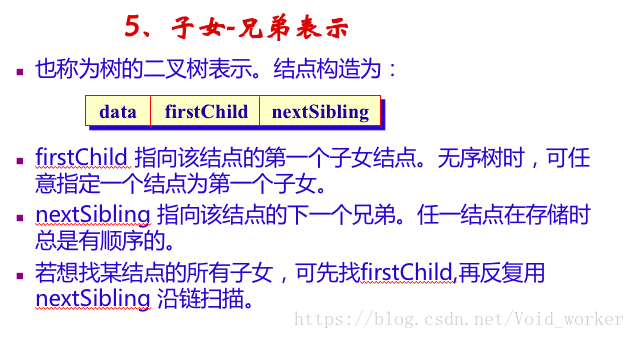 5、子女-兄弟表示
也称为树的二叉树表示。结点构造为：
data firstChild nextSibling
firstChild 指向该结点的第一个子女结点。无序树时，可任
意指定一个结点为第一个子女。
nextSibling 指向该结点的下一个兄弟。任一结点在存储时
总是有顺序的。
若想找某结点的所有子女，可先找firstChild,再反复用
nextSibling 沿链扫描。
https://blog.csdn.net/Void_worker